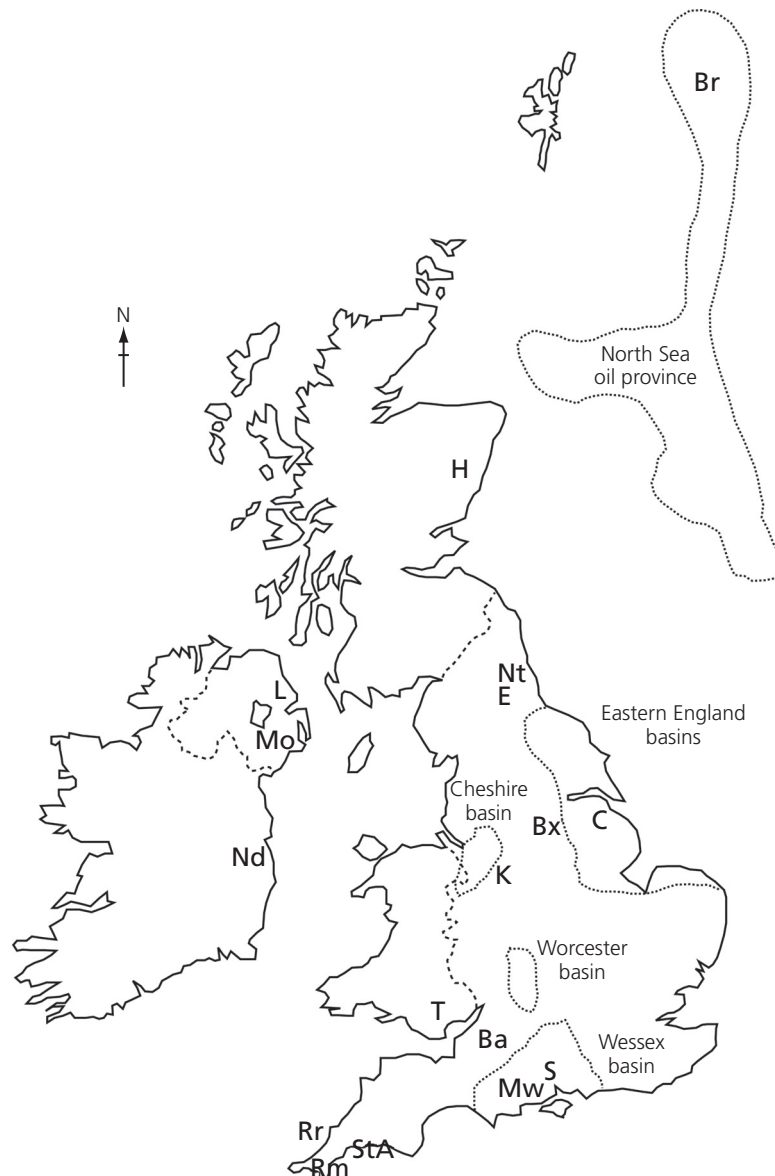 Br
N
North Sea
oil province
H
Nt
L
E
Eastern England
basins
Mo
Cheshire
basin
C
Bx
Nd
K
Worcester
basin
T
Ba
Wessex
basin
S
Mw
Rr
StA
Rm